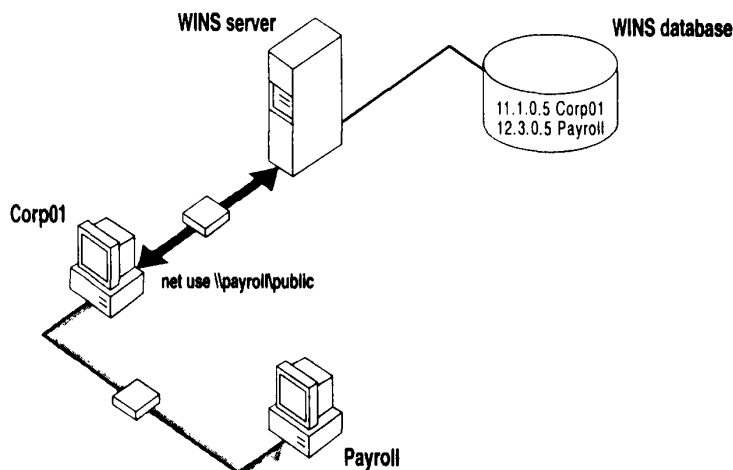 WINS server
WINS database
11.1.0.5 Corp01
12.3.0.5 Payroll
Corp01
net use \\payroll\public
Payroll